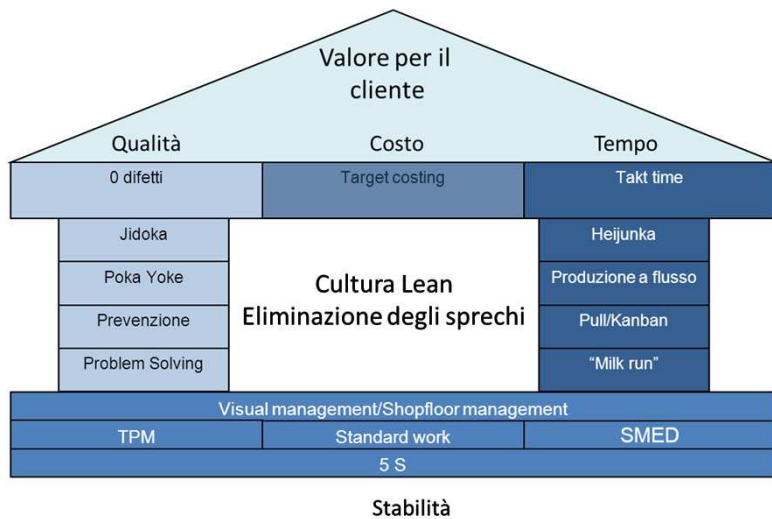 Valore per il
cliente
Qualità Costo Tempo
0 difetti Target costing Takt time
Jidoka Heijunka
Poka Yoke Produzione a flusso
Cultura Lean
Eliminazione degli sprechi
Prevenzione Pull/Kanban
Problem Solving “Milk run”
Visual management/Shopfloor management
TPM Standard work SMED
5 S
Stabilità